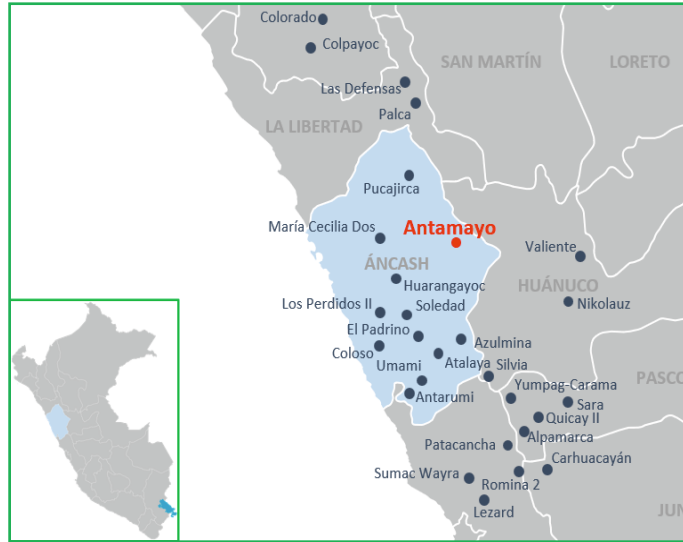 Colorado
Colpayoc
SAN MARTÍN
LORETO
Las Defensas
Palca
LA LIBERTAD
Pucajirca
María Cecilia Dos
Antamayo
Valiente
ÁNCASH
Huarangayoc
HUÁNUCO
Los Perdidos II
Soledad
Nikolauz
El Padrino
Azulmina
Coloso
Atalaya
Umami
Silvia
PASCO
Yumpag-Carama
Antarumi
Sara
Quicay II
Alpamarca
Patacancha
Carhuacayán
Sumac Wayra
Romina 2
Lezard
JUN